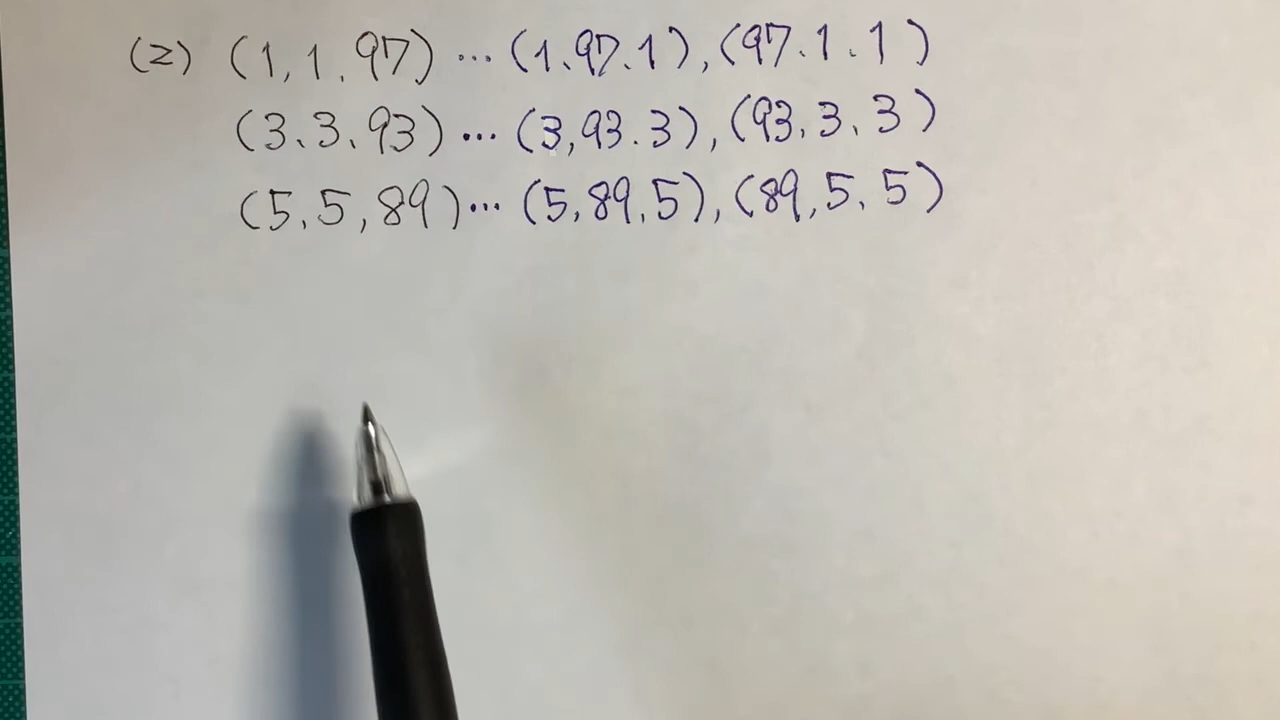 (2) (1, 1, 97) ... (1.97.1), (97.1.1)
(3.3.93) ... (3,93.3), (93.3.3)
(5.5,89) ... (5,89,5), (89,5.5)